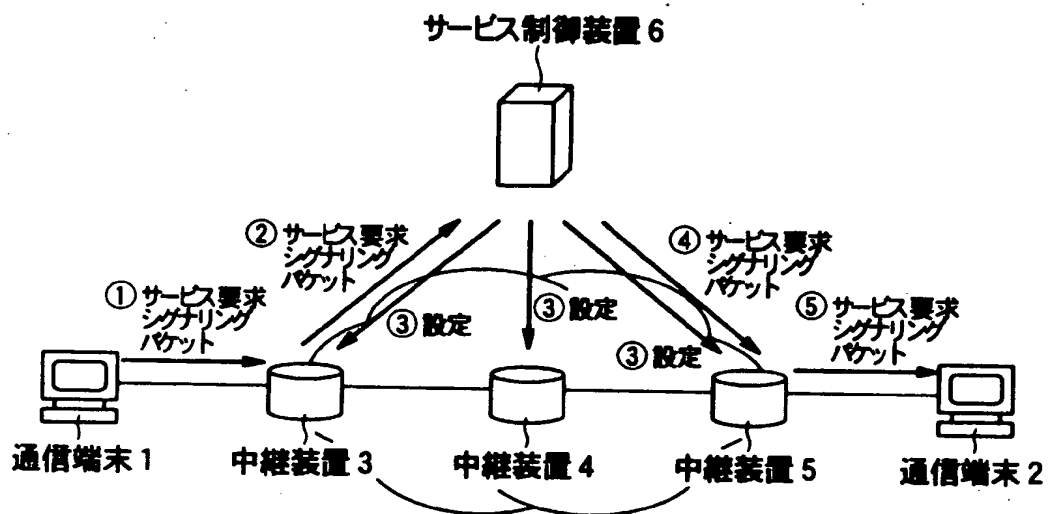 サービス制御装置6
② サービス要求
シグナリング
パケット
④ サービス要求
シグナリング
パケット
① サービス要求
シグナリング
パケット
③ 設定
③ 設定
③ 設定
⑤ サービス要求
シグナリング
パケット
通信端末1
中継装置3
中継装置4
中継装置5
通信端末2